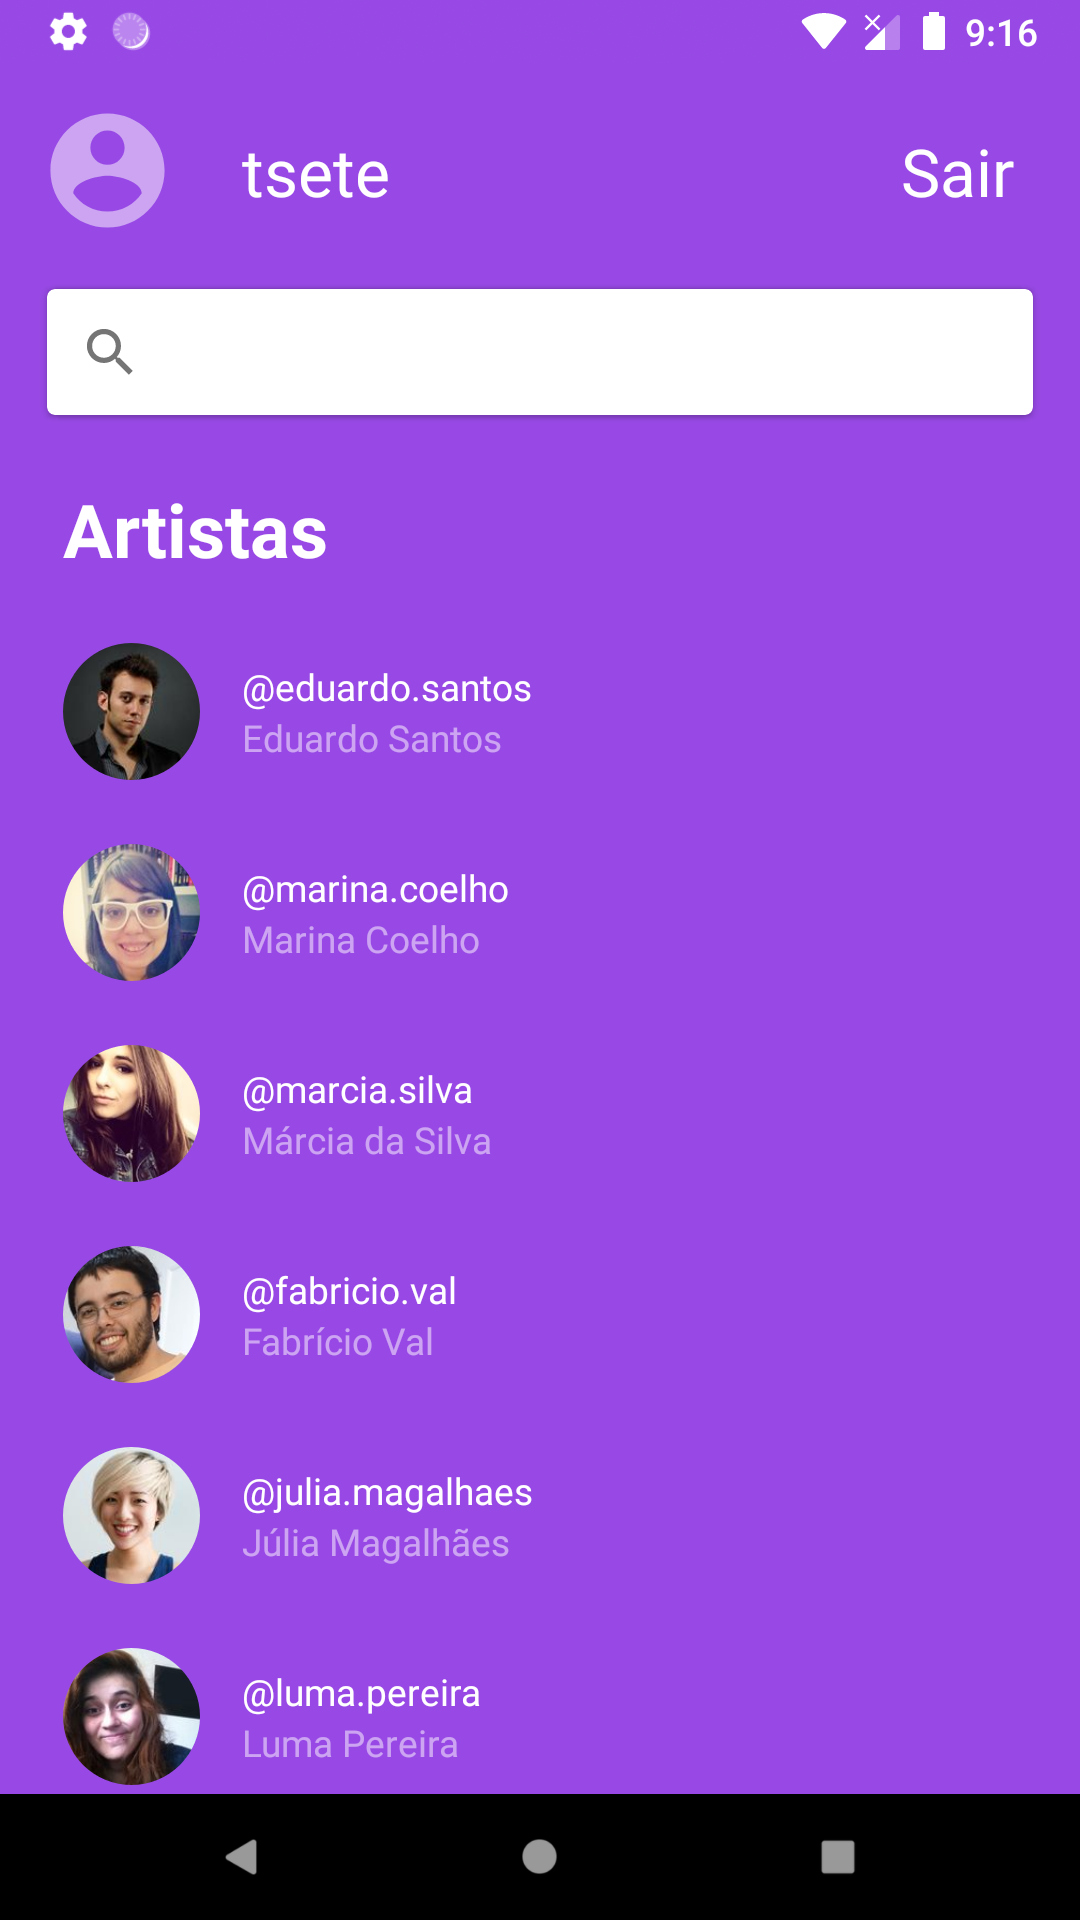 9:16
tsete
Sair
Artistas
@eduardo.santos
Eduardo Santos
@marina.coelho
Marina Coelho
@marcia.silva
Márcia da Silva
@fabricio.val
Fabrício Val
@julia.magalhaes
Júlia Magalhães
@luma.pereira
Luma Pereira